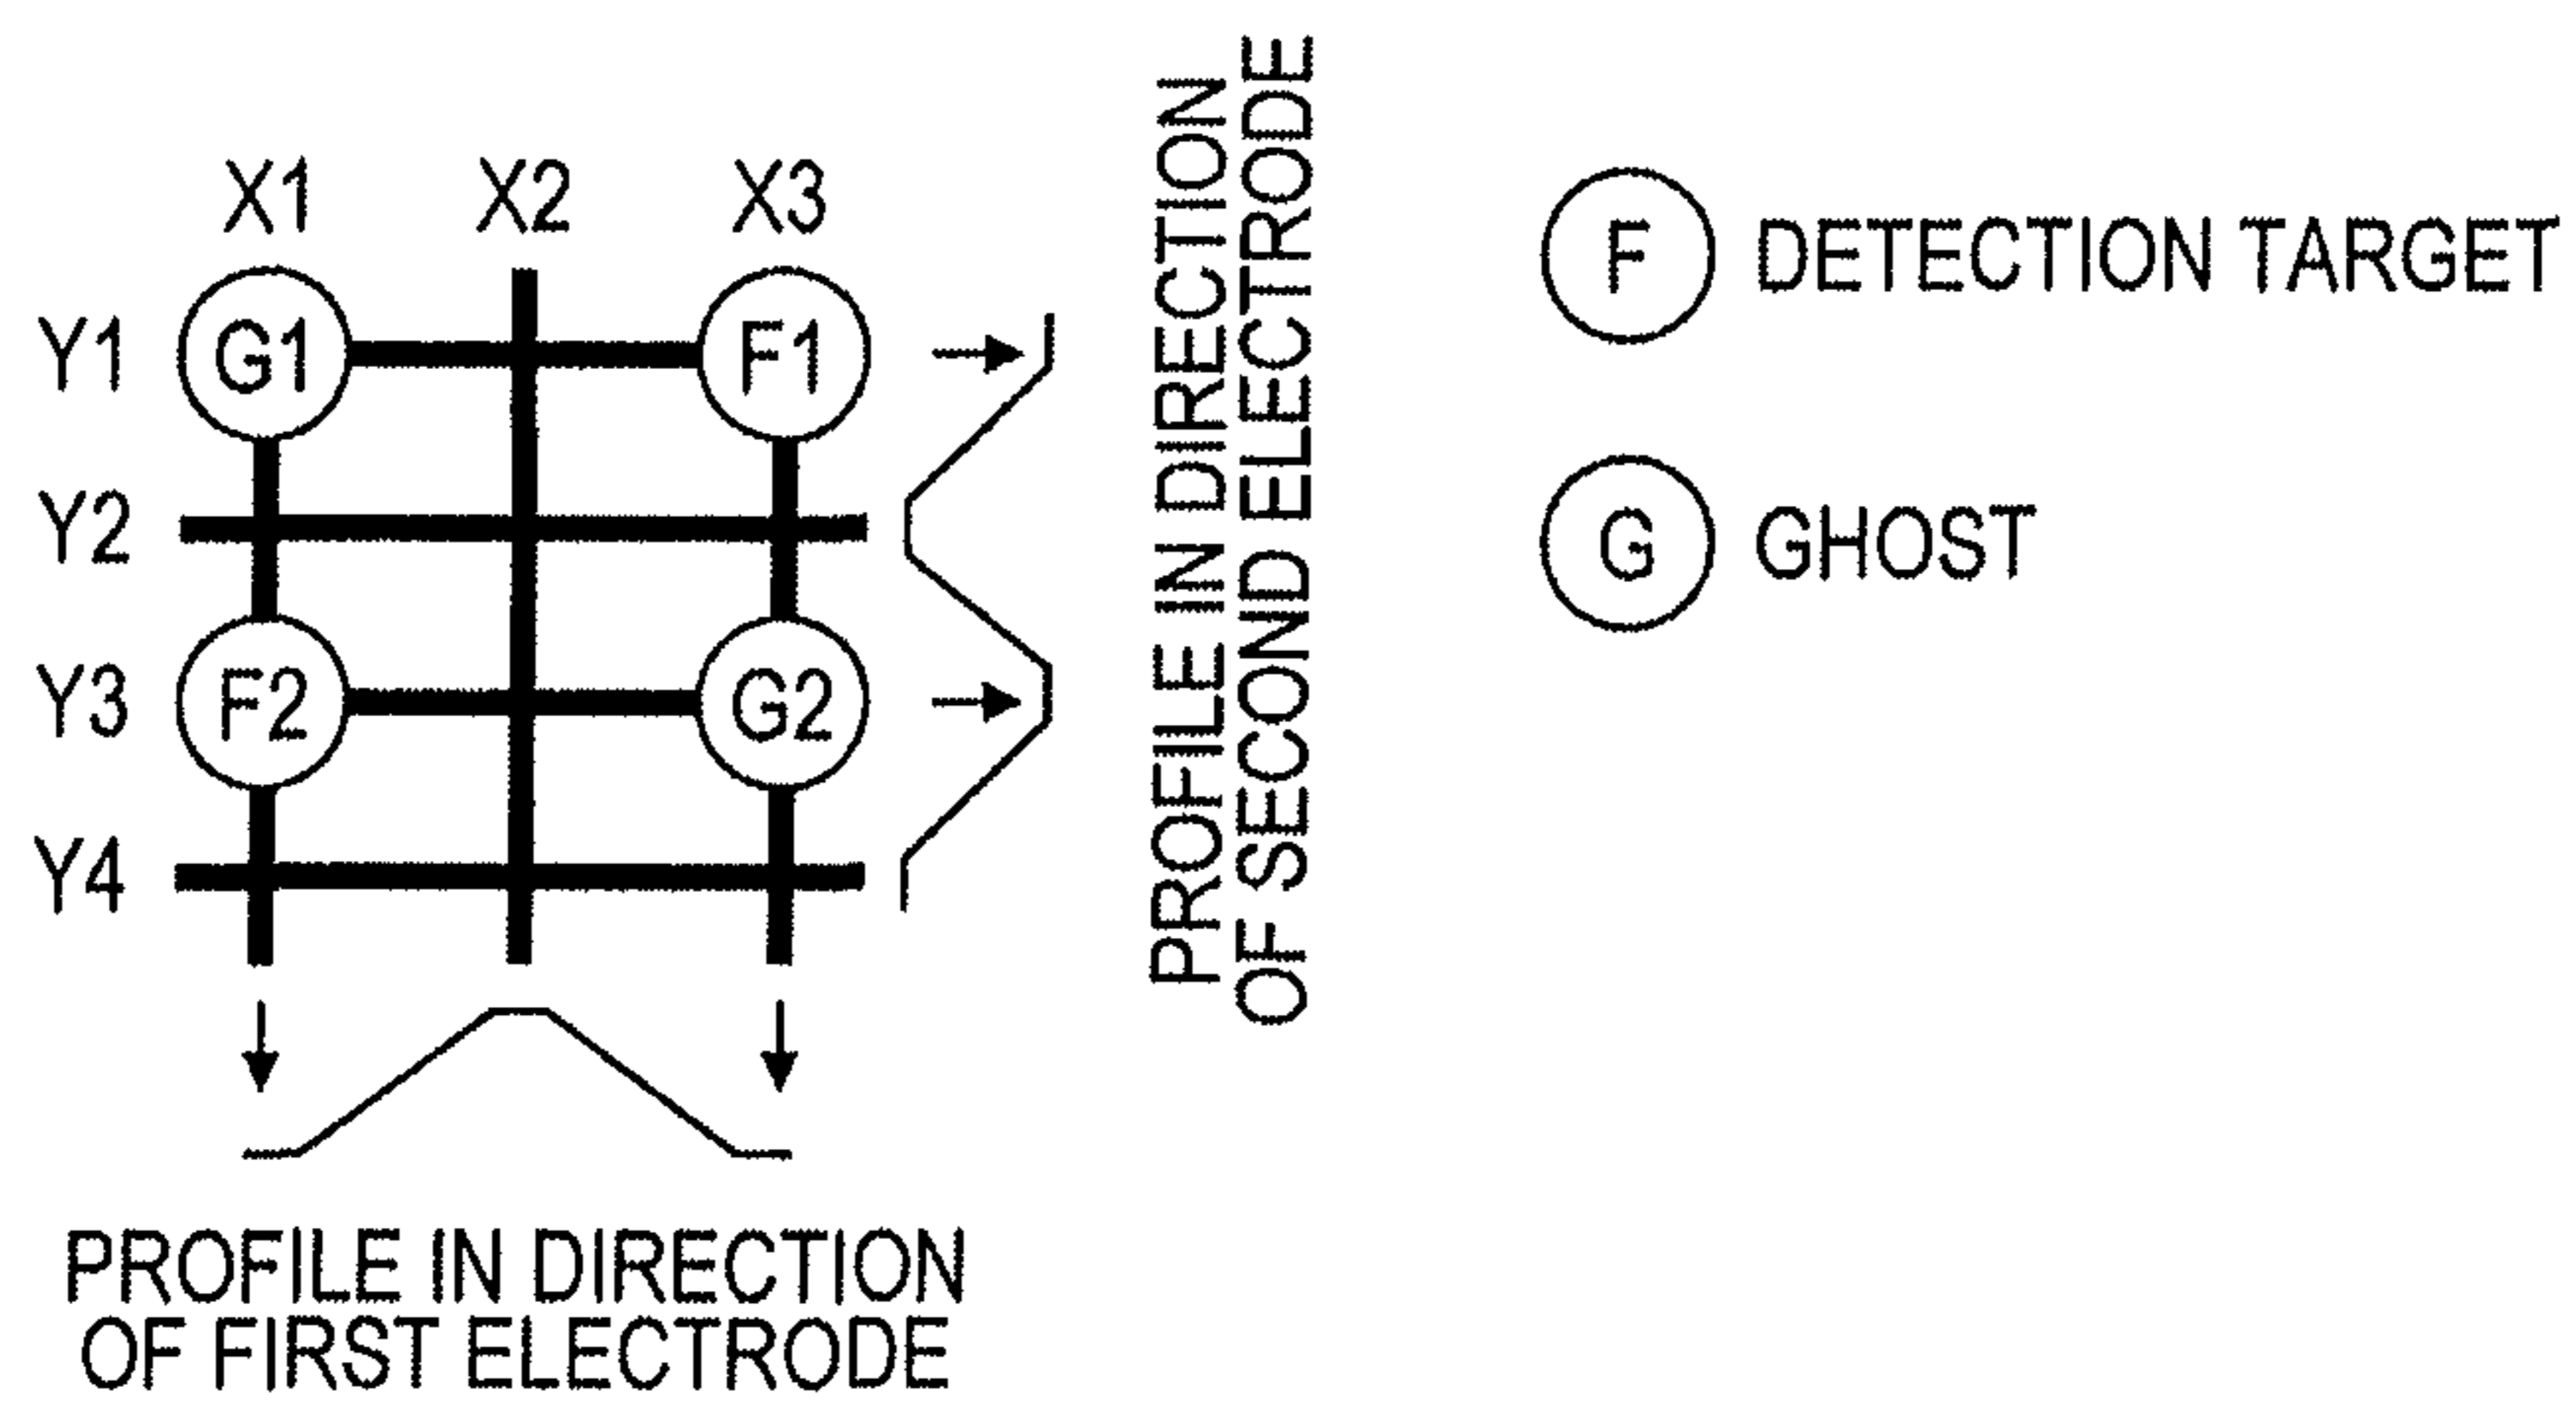 X1 X2 X3
Y1 G1 F1
Y2
Y3 F2 G2
Y4
PROFILE IN DIRECTION
OF FIRST ELECTRODE
PROFILE IN DIRECTION
OF SECOND ELECTRODE
F DETECTION TARGET
G GHOST